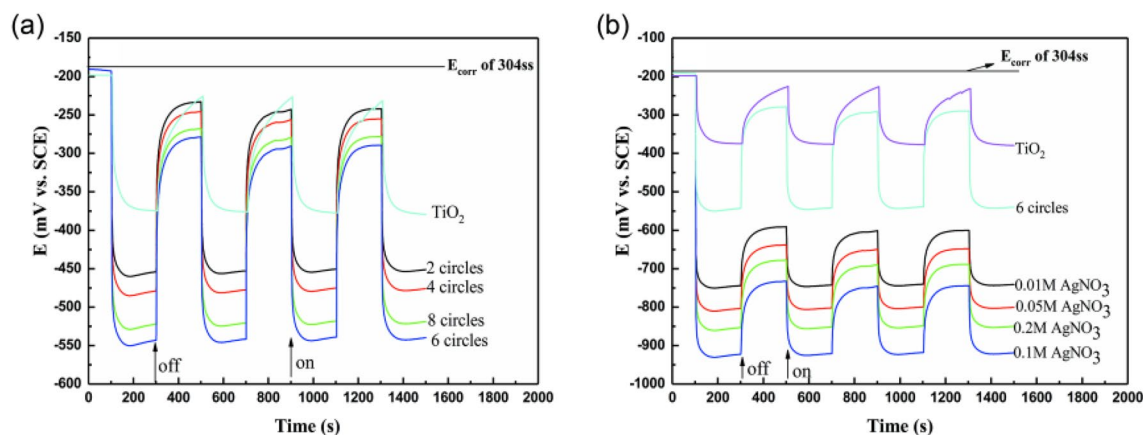 (a)
-150
-200
-250
-300
-350
-400
-450
-500
-550
-600
E (mV vs. SCE)
E_corr of 304ss
TiO2
2 circles
4 circles
8 circles
6 circles
off
on
0 200 400 600 800 1000 1200 1400 1600 1800 2000
Time (s)
(b)
-100
-200
-300
-400
-500
-600
-700
-800
-900
-1000
E (mV vs. SCE)
E_corr of 304ss
TiO2
6 circles
0.01M AgNO3
0.05M AgNO3
0.2M AgNO3
0.1M AgNO3
off
on
0 200 400 600 800 1000 1200 1400 1600 1800 2000
Time (s)